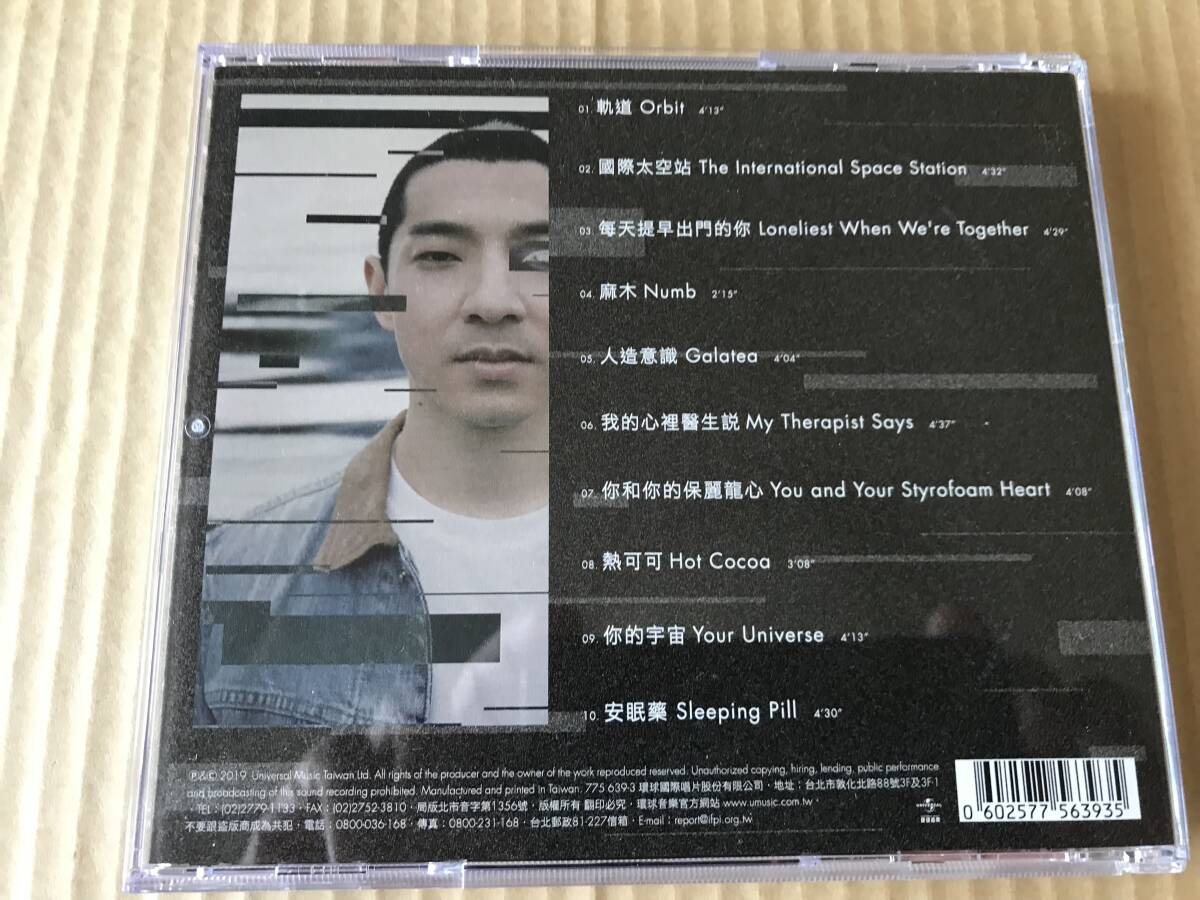 01. 軌道 Orbit 4'13"
02. 國際太空站 The International Space Station 4'32"
03. 每天提早出門的你 Loneliest When We're Together 4'29"
04. 麻木 Numb 2'15"
05. 人造意識 Galatea 4'04"
06. 我的心裡醫生説 My Therapist Says 4'37"
07. 你和你的保麗龍心 You and Your Styrofoam Heart 4'08"
08. 熱可可 Hot Cocoa 3'08"
09. 你的宇宙 Your Universe 4'13"
10. 安眠藥 Sleeping Pill 4'30"
℗&© 2019 Universal Music Taiwan Ltd. All rights of the producer and the owner of the work reproduced reserved. Unauthorized copying, hiring, lending, public performance
and broadcasting of this sound recording prohibited. Manufactured and printed in Taiwan. 775 639-3 環球國際唱片股份有限公司・地址：台北市敦化北路88號3F及3F-1
・TEL：(02)2779-1133・FAX：(02)2752-3810・局版北市音字第1356號・版權所有 翻印必究・環球音樂官方網站 www.umusic.com.tw・
不要跟盜版商成為共犯・電話：0800-036-168・傳真：0800-231-168・台北郵政81-227信箱・E-mail：report@ifpi.org.tw
UNIVERSAL
環球唱片
0 602577 563935